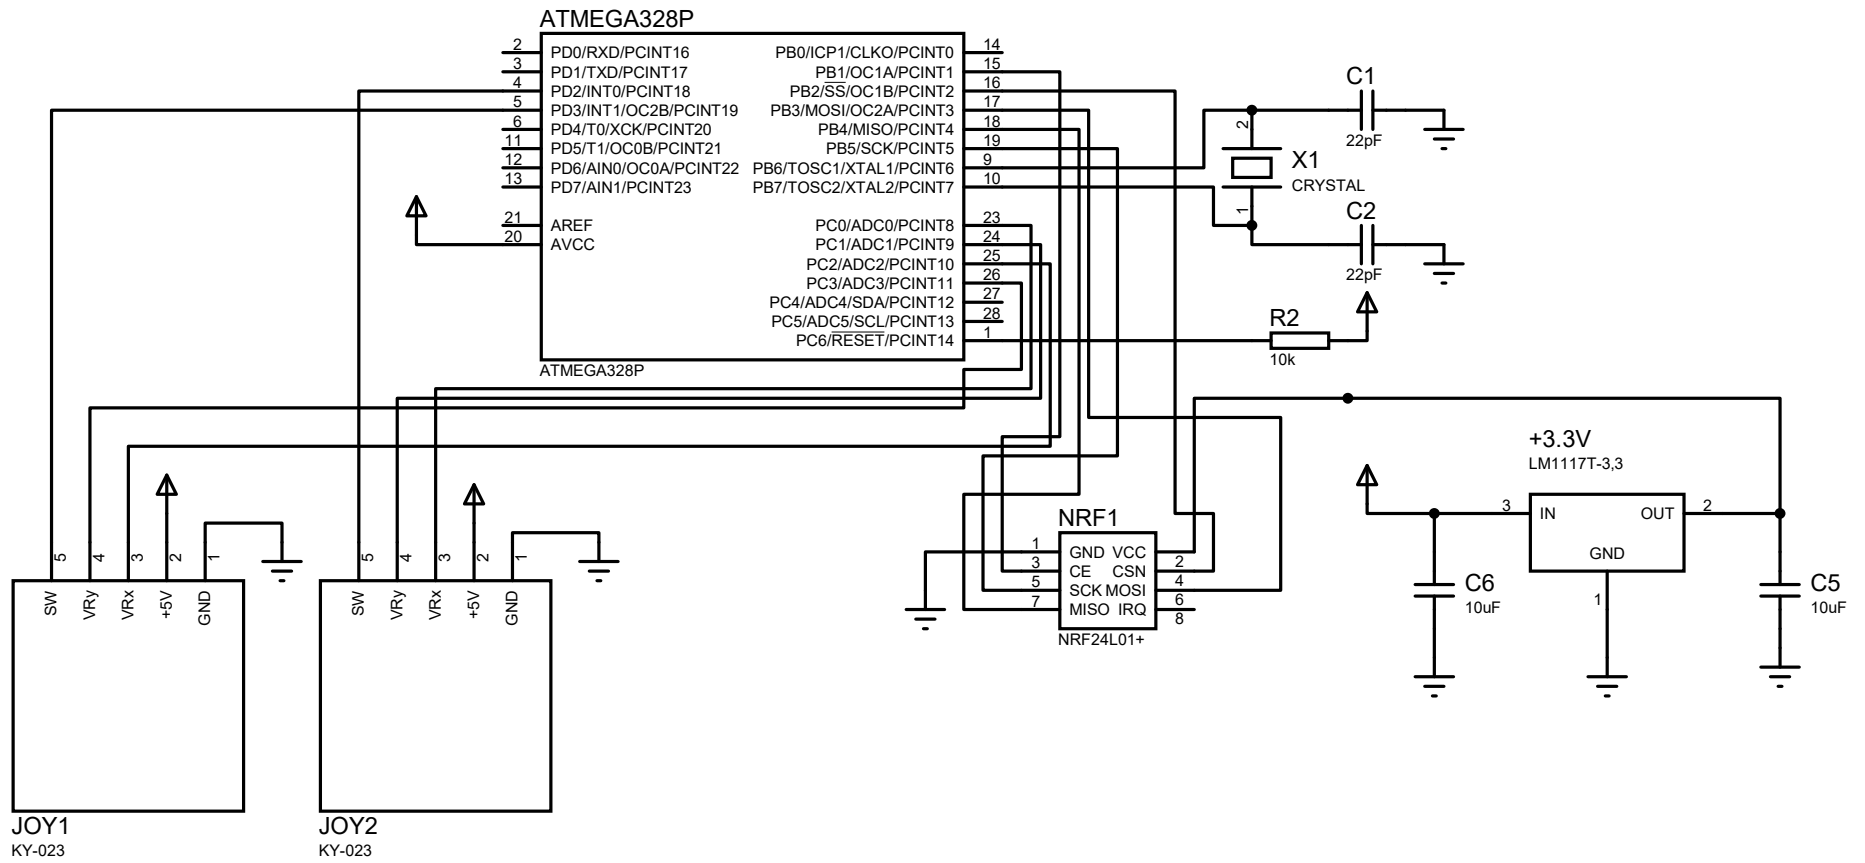 ATMEGA328P
2 PD0/RXD/PCINT16 PB0/ICP1/CLKO/PCINT0 14
3 PD1/TXD/PCINT17 PB1/OC1A/PCINT1 15
4 PD2/INT0/PCINT18 PB2/SS/OC1B/PCINT2 16
5 PD3/INT1/OC2B/PCINT19 PB3/MOSI/OC2A/PCINT3 17
6 PD4/T0/XCK/PCINT20 PB4/MISO/PCINT4 18
11 PD5/T1/OC0B/PCINT21 PB5/SCK/PCINT5 19
12 PD6/AIN0/OC0A/PCINT22 PB6/TOSC1/XTAL1/PCINT6 9
13 PD7/AIN1/PCINT23 PB7/TOSC2/XTAL2/PCINT7 10
21 AREF PC0/ADC0/PCINT8 23
20 AVCC PC1/ADC1/PCINT9 24
PC2/ADC2/PCINT10 25
PC3/ADC3/PCINT11 26
PC4/ADC4/SDA/PCINT12 27
PC5/ADC5/SCL/PCINT13 28
PC6/RESET/PCINT14 1
ATMEGA328P
C1
22pF
2
X1
CRYSTAL
1
C2
22pF
R2
10k
+3.3V
LM1117T-3,3
3 IN OUT 2
GND
1
C6
10uF
C5
10uF
NRF1
1 GND VCC
3 CE CSN 2
5 SCK MOSI 4
7 MISO IRQ 6
8
NRF24L01+
5 4 3 2 1
SW VRy VRx +5V GND
JOY1
KY-023
5 4 3 2 1
SW VRy VRx +5V GND
JOY2
KY-023